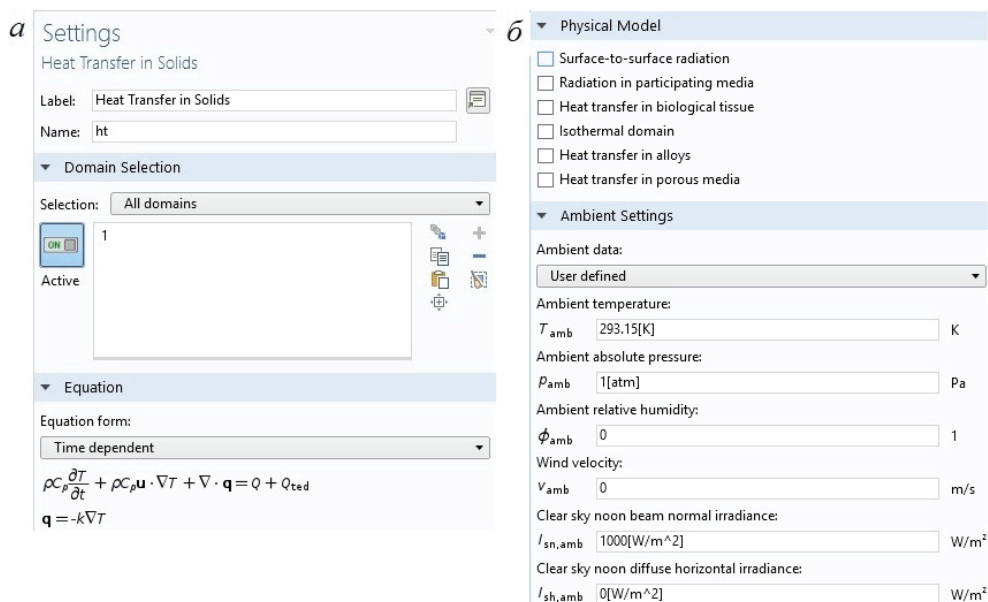 а
Settings
Heat Transfer in Solids
Label: Heat Transfer in Solids
Name: ht
Domain Selection
Selection: All domains
ON
Active
1
Equation
Equation form:
Time dependent
ρCₚ∂T/∂t + ρCₚu · ∇T + ∇ · q = Q + Qted
q = -k∇T
б
Physical Model
Surface-to-surface radiation
Radiation in participating media
Heat transfer in biological tissue
Isothermal domain
Heat transfer in alloys
Heat transfer in porous media
Ambient Settings
Ambient data:
User defined
Ambient temperature:
Tamb 293.15[K] K
Ambient absolute pressure:
pamb 1[atm] Pa
Ambient relative humidity:
ϕamb 0 1
Wind velocity:
vamb 0 m/s
Clear sky noon beam normal irradiance:
Isn,amb 1000[W/m^2] W/m²
Clear sky noon diffuse horizontal irradiance:
Ish,amb 0[W/m^2] W/m²